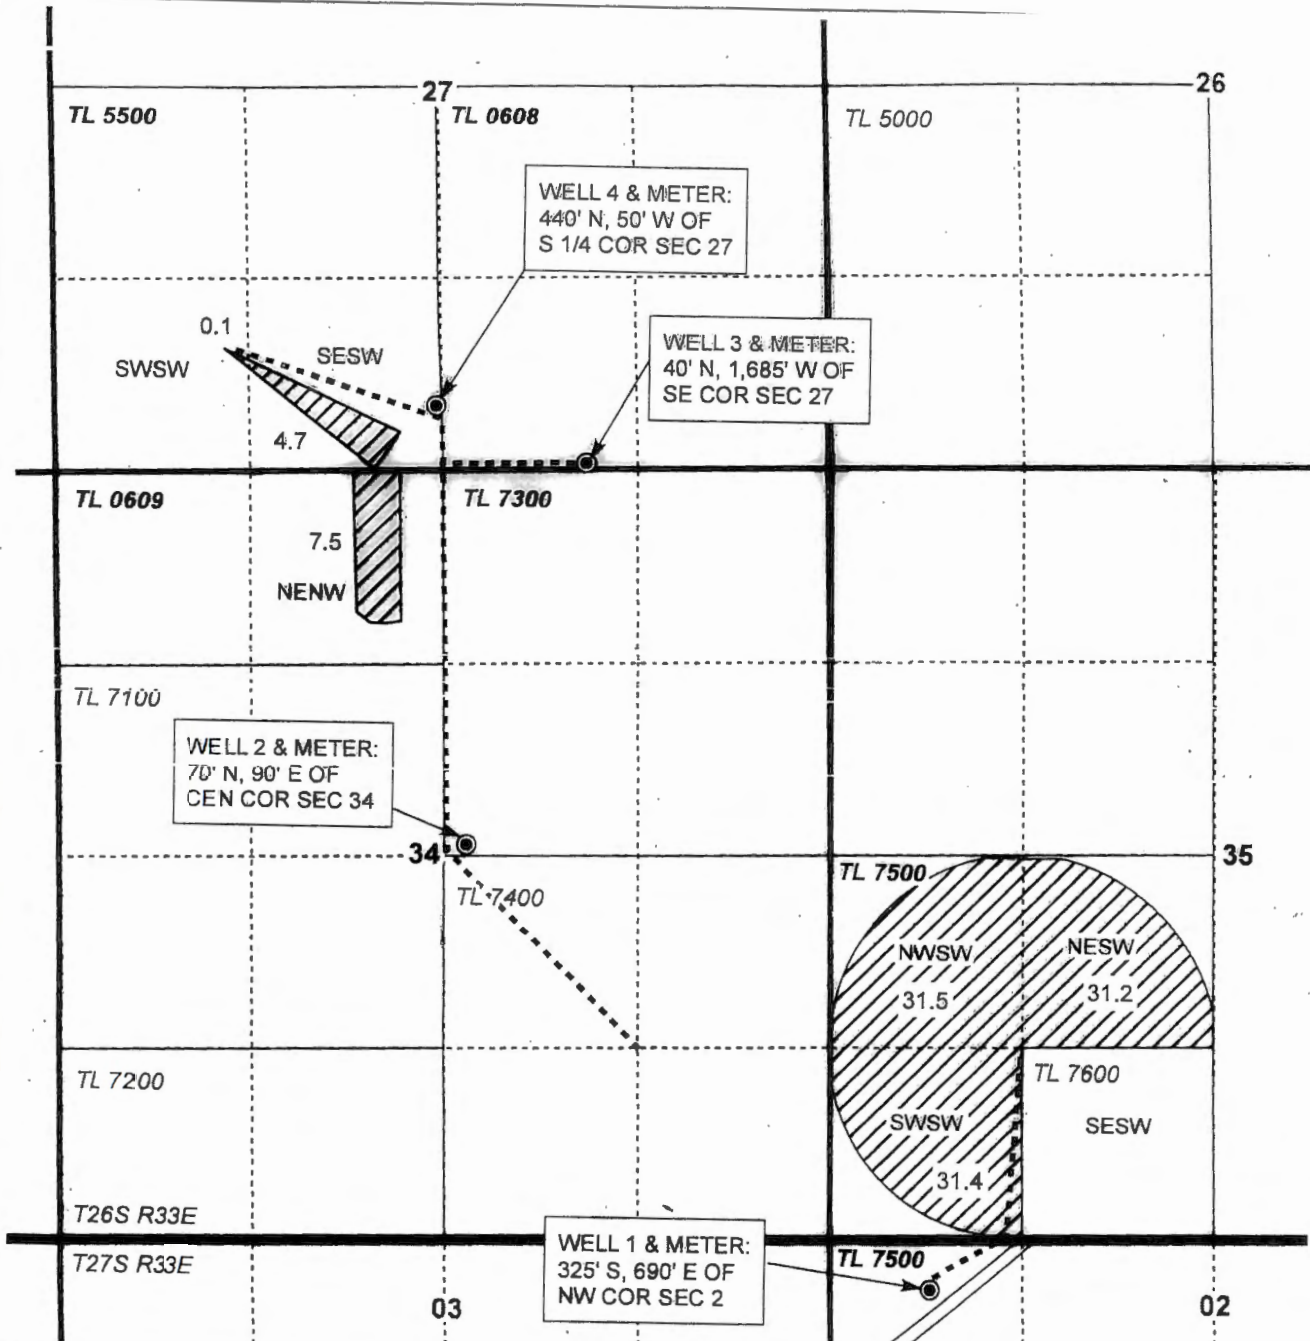 27
26
TL 5500
TL 0608
TL 5000
WELL 4 & METER:
440' N, 50' W OF
S 1/4 COR SEC 27
0.1
SESW
SWSW
WELL 3 & METER:
40' N, 1,685' W OF
SE COR SEC 27
4.7
TL 0609
TL 7300
7.5
NENW
TL 7100
WELL 2 & METER:
70' N, 90' E OF
CEN COR SEC 34
34
35
TL 7500
TL 7400
NWSW
NESW
31.5
31.2
TL 7200
TL 7600
SWSW
SESW
31.4
T26S R33E
T27S R33E
WELL 1 & METER:
325' S, 690' E OF
NW COR SEC 2
TL 7500
03
02